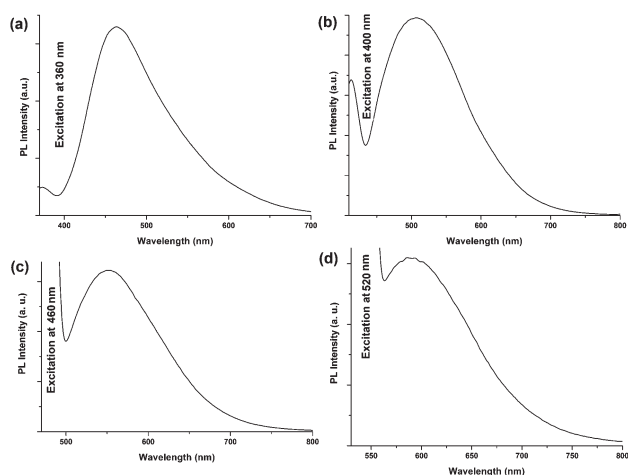 (a)
Excitation at 360 nm
PL Intensity (a.u.)
400 500 600 700
Wavelength (nm)
(b)
Excitation at 400 nm
PL Intensity (a.u.)
500 600 700 800
Wavelength (nm)
(c)
Excitation at 460 nm
PL Intensity (a. u.)
500 600 700 800
Wavelength (nm)
(d)
Excitation at 520 nm
PL Intensity (a. u.)
550 600 650 700 750 800
Wavelength (nm)